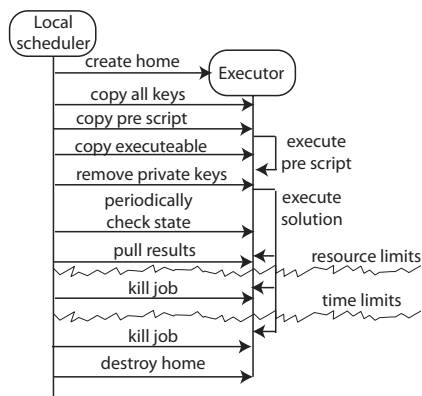 Local
scheduler
create home
Executor
copy all keys
copy pre script
execute
pre script
copy executeable
remove private keys
periodically
check state
execute
solution
pull results
resource limits
kill job
time limits
kill job
destroy home